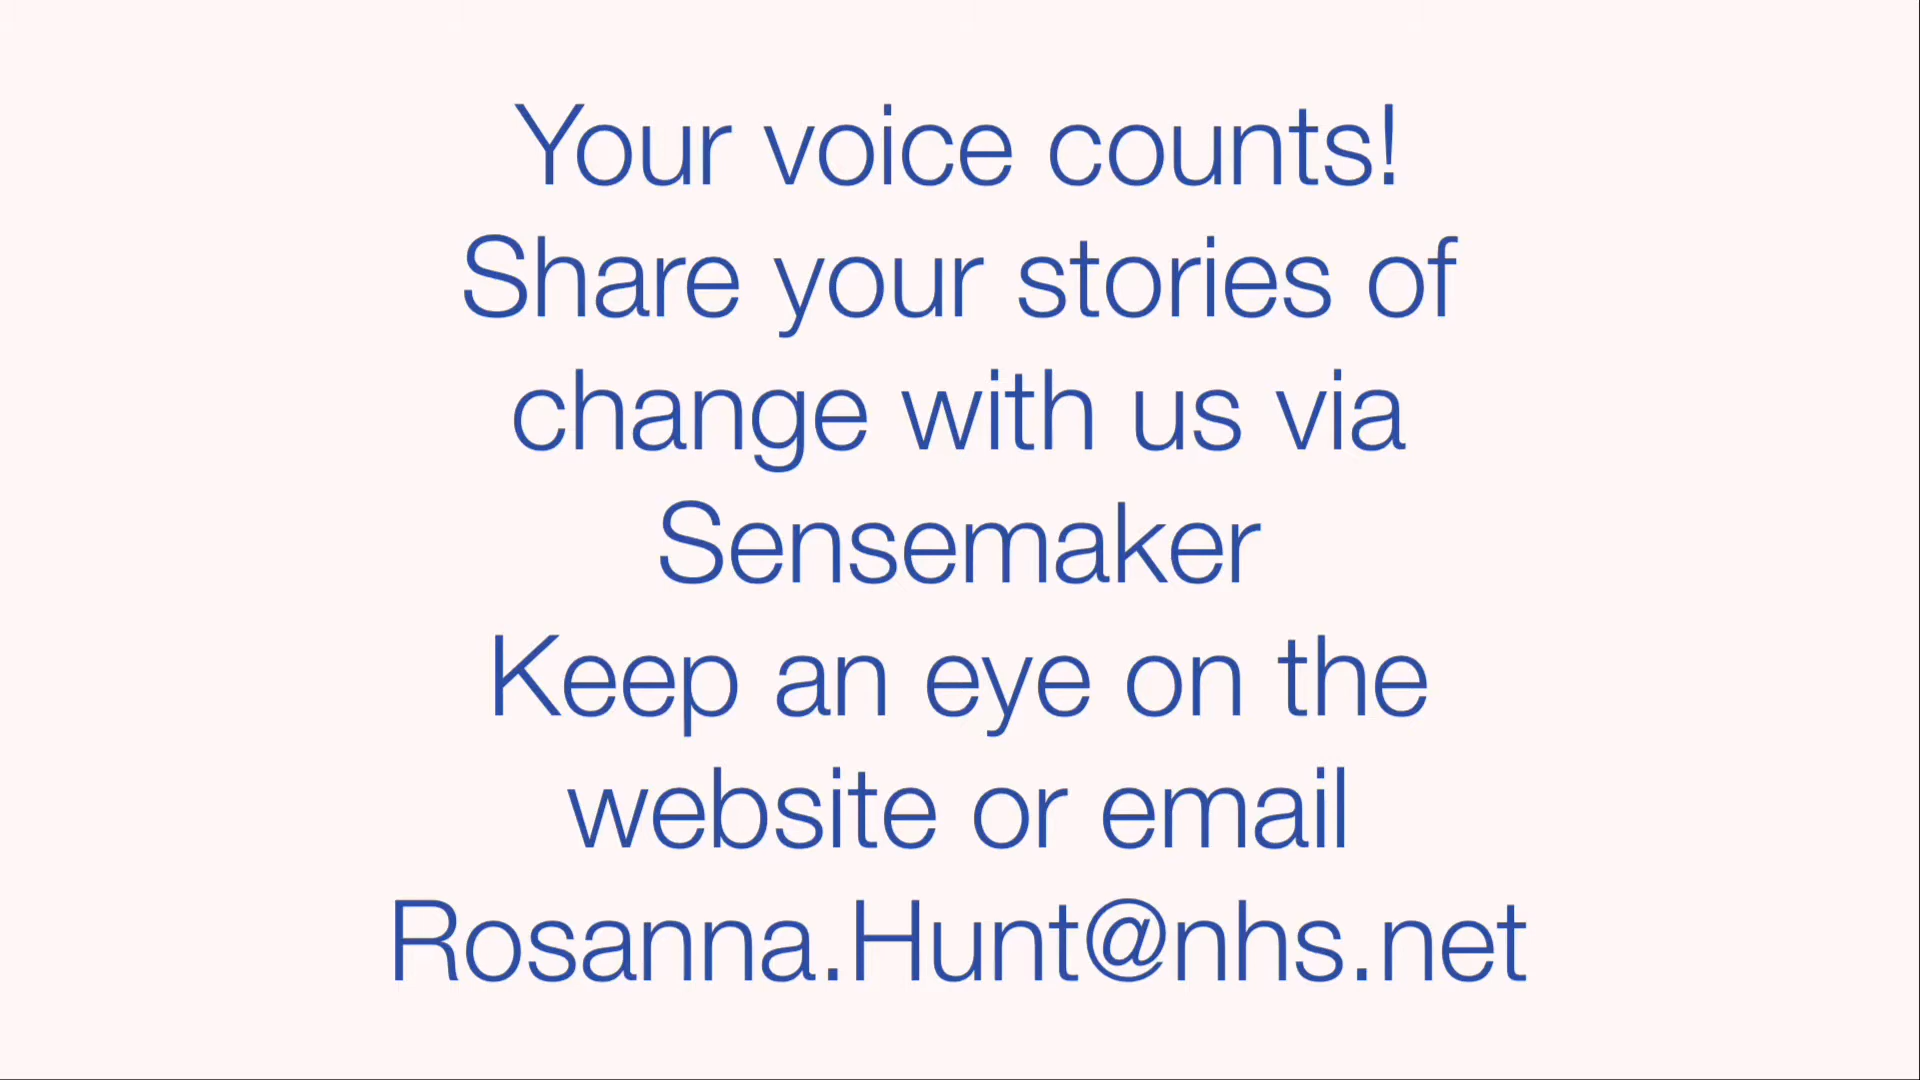 Your voice counts!
Share your stories of
change with us via
Sensemaker
Keep an eye on the
website or email
Rosanna.Hunt@nhs.net